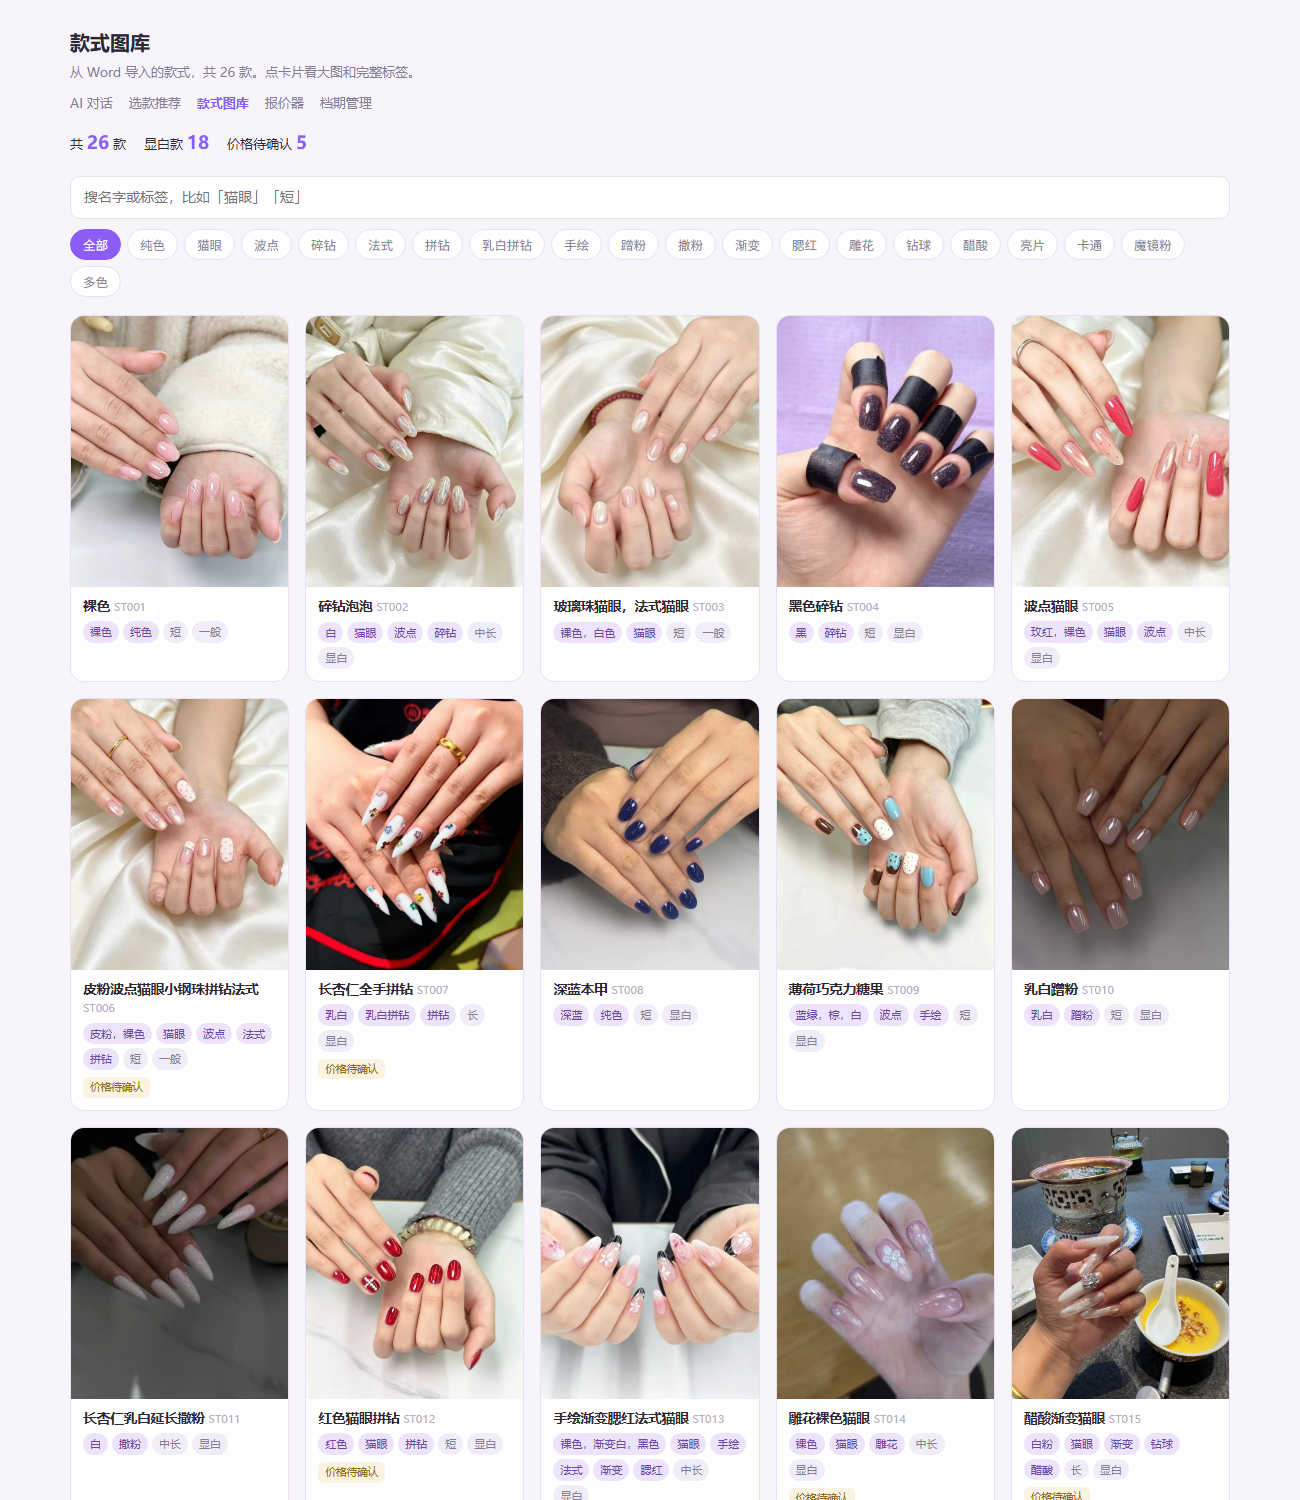 款式图库
从 Word 导入的款式，共 26 款。点卡片看大图和完整标签。
AI 对话 选款推荐 款式图库 报价器 档期管理
共 26 款 显白款 18 价格待确认 5
搜名字或标签，比如「猫眼」「短」
全部 纯色 猫眼 波点 碎钻 法式 拼钻 乳白拼钻 手绘 蹭粉 撒粉 渐变 腮红 雕花 钻球 醋酸 亮片 卡通 魔镜粉
多色
裸色 ST001
裸色 纯色 短 一般
碎钻泡泡 ST002
白 猫眼 波点 碎钻 中长
显白
玻璃珠猫眼，法式猫眼 ST003
裸色，白色 猫眼 短 一般
黑色碎钻 ST004
黑 碎钻 短 显白
波点猫眼 ST005
玫红，裸色 猫眼 波点 中长
显白
皮粉波点猫眼小钢珠拼钻法式
ST006
皮粉，裸色 猫眼 波点 法式
拼钻 短 一般
价格待确认
长杏仁全手拼钻 ST007
乳白 乳白拼钻 拼钻 长
显白
价格待确认
深蓝本甲 ST008
深蓝 纯色 短 显白
薄荷巧克力糖果 ST009
蓝绿，棕，白 波点 手绘 短
显白
乳白蹭粉 ST010
乳白 蹭粉 短 显白
长杏仁乳白延长撒粉 ST011
白 撒粉 中长 显白
红色猫眼拼钻 ST012
红色 猫眼 拼钻 短 显白
价格待确认
手绘渐变腮红法式猫眼 ST013
裸色，渐变白，黑色 猫眼 手绘
法式 渐变 腮红 中长
显白
雕花裸色猫眼 ST014
裸色 猫眼 雕花 中长
显白
价格待确认
醋酸渐变猫眼 ST015
白粉 猫眼 渐变 钻球
醋酸 长 显白
价格待确认